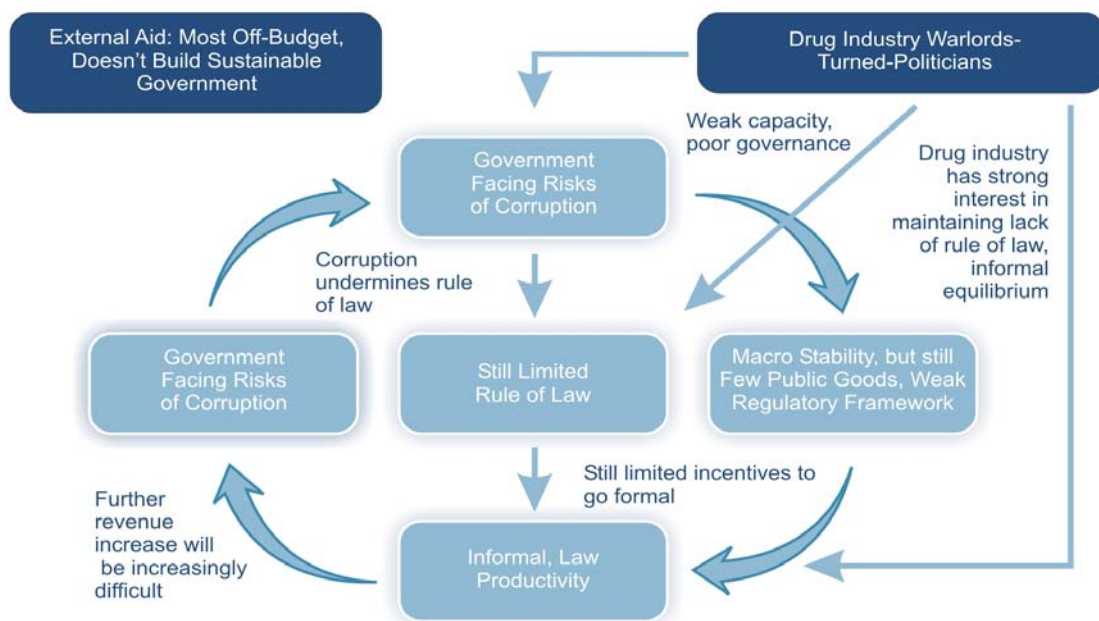 External Aid: Most Off-Budget,
Doesn't Build Sustainable
Government
Drug Industry Warlords-
Turned-Politicians
Weak capacity,
poor governance
Government
Facing Risks
of Corruption
Drug industry
has strong
interest in
maintaining lack
of rule of law,
informal
equilibrium
Corruption
undermines rule
of law
Government
Facing Risks
of Corruption
Still Limited
Rule of Law
Macro Stability, but still
Few Public Goods, Weak
Regulatory Framework
Still limited incentives to
go formal
Further
revenue
increase will
be increasingly
difficult
Informal, Law
Productivity